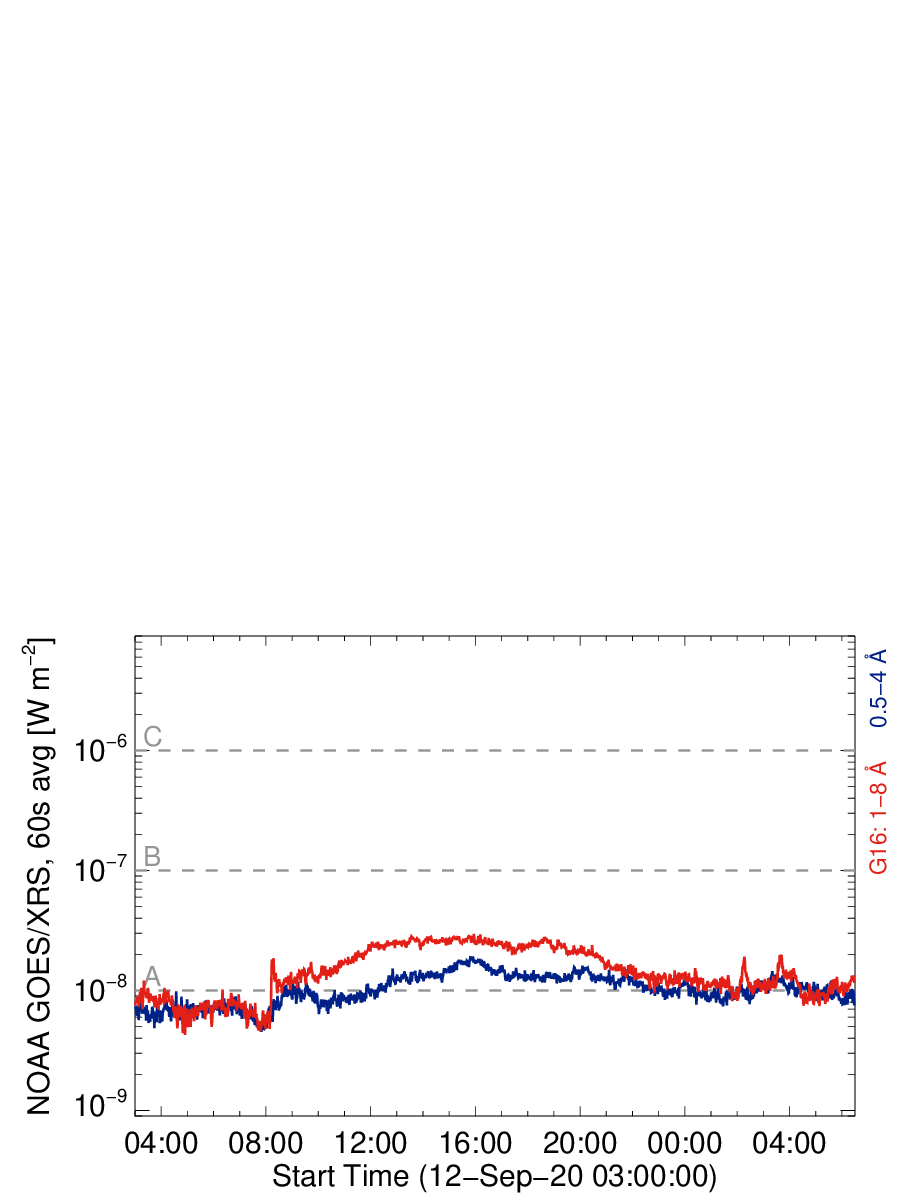 NOAA GOES/XRS, 60s avg [W m⁻²]
10⁻⁶
10⁻⁷
10⁻⁸
10⁻⁹
C
B
A
0.5−4 Å
G16: 1−8 Å
04:00 08:00 12:00 16:00 20:00 00:00 04:00
Start Time (12−Sep−20 03:00:00)